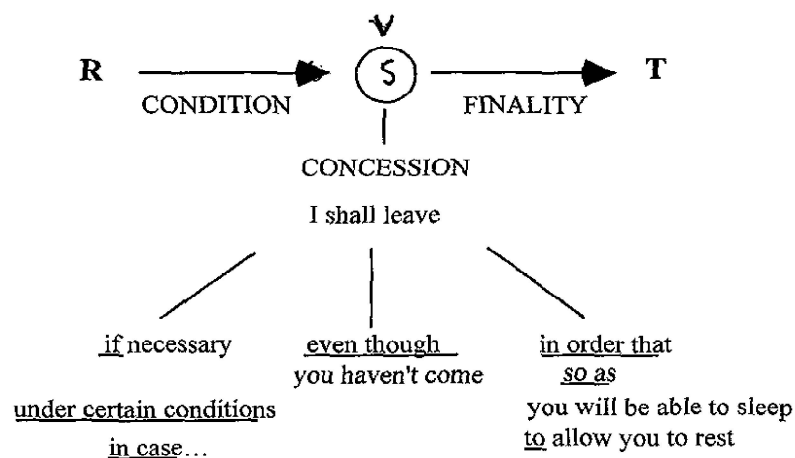 V
R S T
CONDITION FINALITY
CONCESSION
I shall leave
if necessary
under certain conditions
in case...
even though
you haven't come
in order that
so as
you will be able to sleep
to allow you to rest